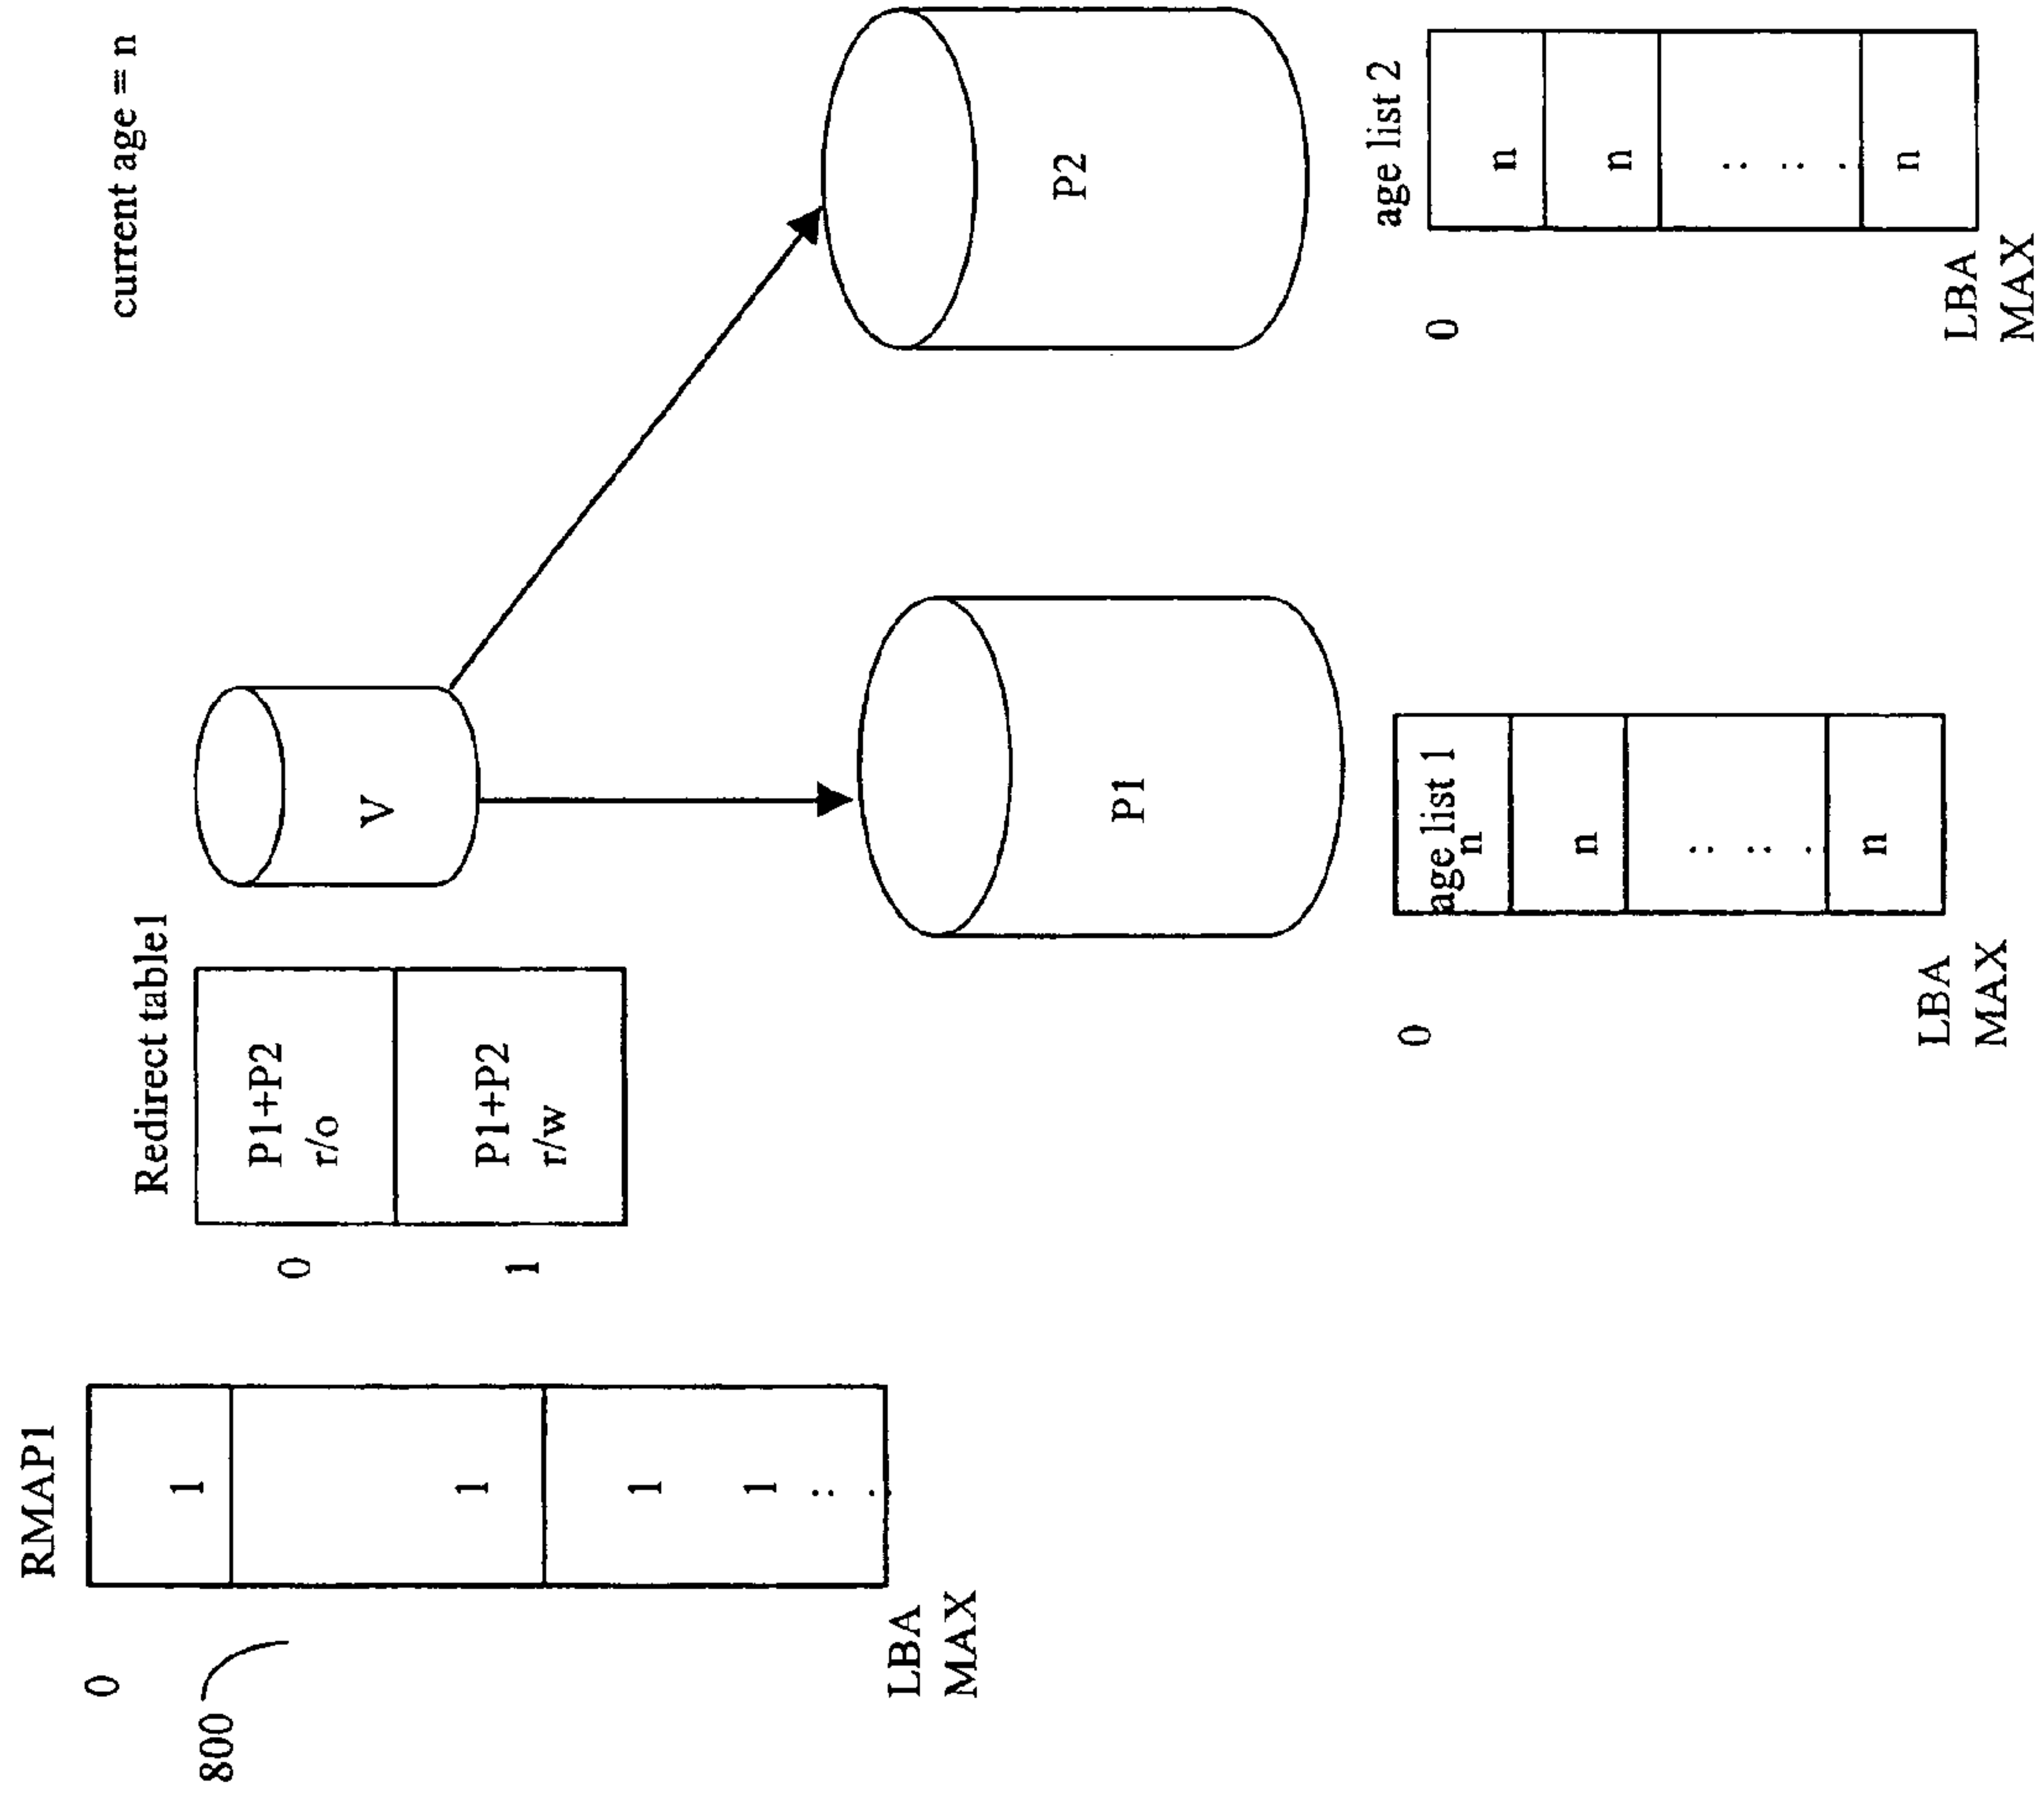 current age = n
RMAP1
0
800
1
1
1
1
:
.
LBA
MAX
Redirect table1
0
P1+P2
r/o
1
P1+P2
r/w
V
P1
P2
age list 1
0
n
n
: : .
n
LBA
MAX
age list 2
0
n
n
: : .
n
LBA
MAX